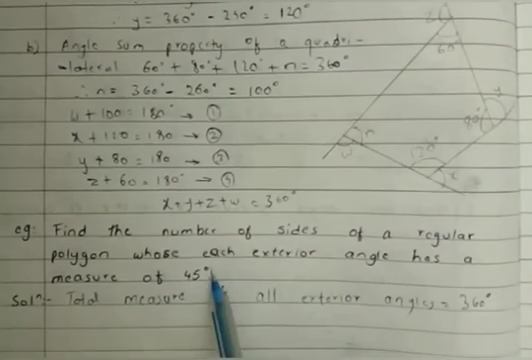 ∴ y = 360° - 240° = 120°
b) Angle sum property of a quadri-
-lateral 60° + 80° + 120° + n = 360°
∴ n = 360° - 260° = 100°
w + 100 = 180° → ①
x + 120 = 180 → ②
y + 80 = 180 → ③
z + 60 = 180° → ④
x + y + z + w = 360°
eg: Find the number of sides of a regular
polygon whose each exterior angle has a
measure of 45°
Solⁿ:- Total measure all exterior angles = 360°
60°
y
80°
n
w
120°
x